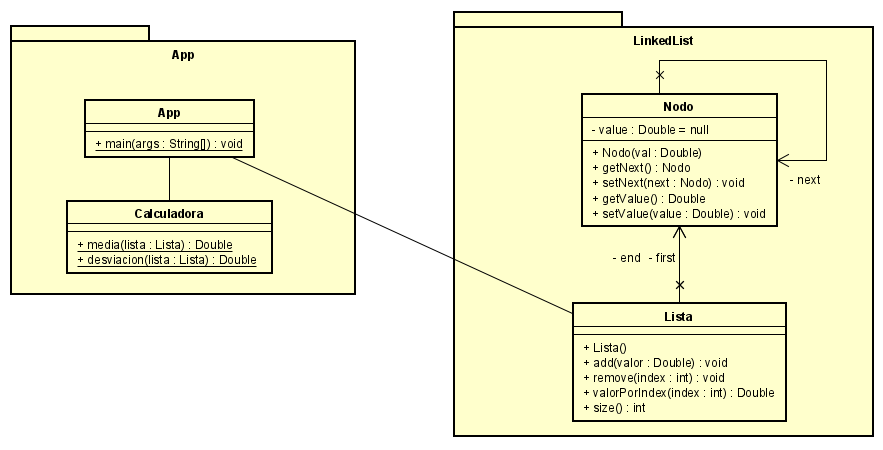 App
App
+ main(args : String[]) : void
Calculadora
+ media(lista : Lista) : Double
+ desviacion(lista : Lista) : Double
LinkedList
Nodo
- value : Double = null
+ Nodo(val : Double)
+ getNext() : Nodo
+ setNext(next : Nodo) : void
+ getValue() : Double
+ setValue(value : Double) : void
- next
- end - first
Lista
+ Lista()
+ add(valor : Double) : void
+ remove(index : int) : void
+ valorPorIndex(index : int) : Double
+ size() : int